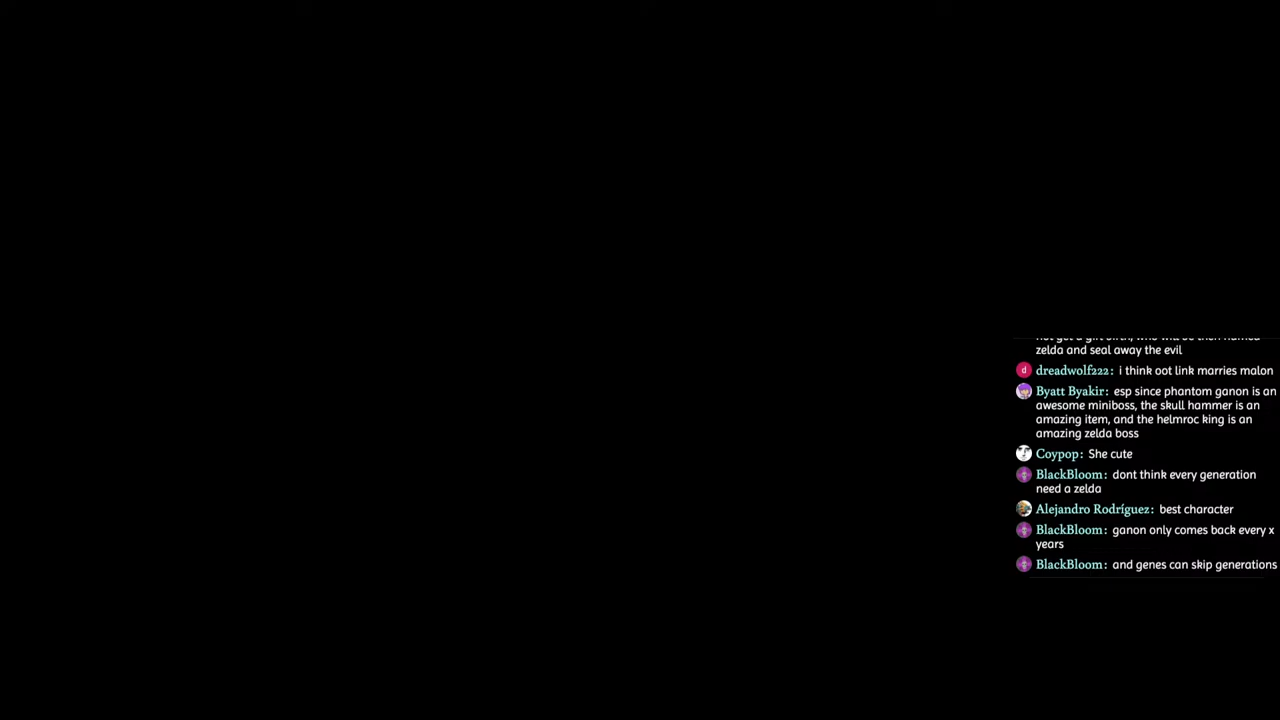 zelda and seal away the evil
dreadwolf222: i think oot link marries malon
Byatt Byakir: esp since phantom ganon is an
awesome miniboss, the skull hammer is an
amazing item, and the helmroc king is an
amazing zelda boss
Coypop: She cute
BlackBloom: dont think every generation
need a zelda
Alejandro Rodríguez: best character
BlackBloom: ganon only comes back every x
years
BlackBloom: and genes can skip generations